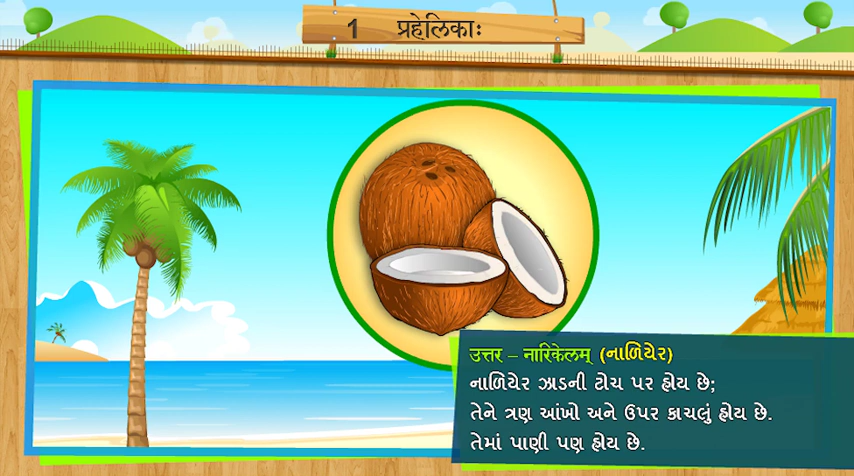 1 प्रहेलिकाः
उत्तर – नारिकेलम् (નાળિયેર)
નાળિયેર ઝાડની ટોચ પર હોય છે;
તેને ત્રણ આંખો અને ઉપર કાચલું હોય છે.
તેમાં પાણી પણ હોય છે.